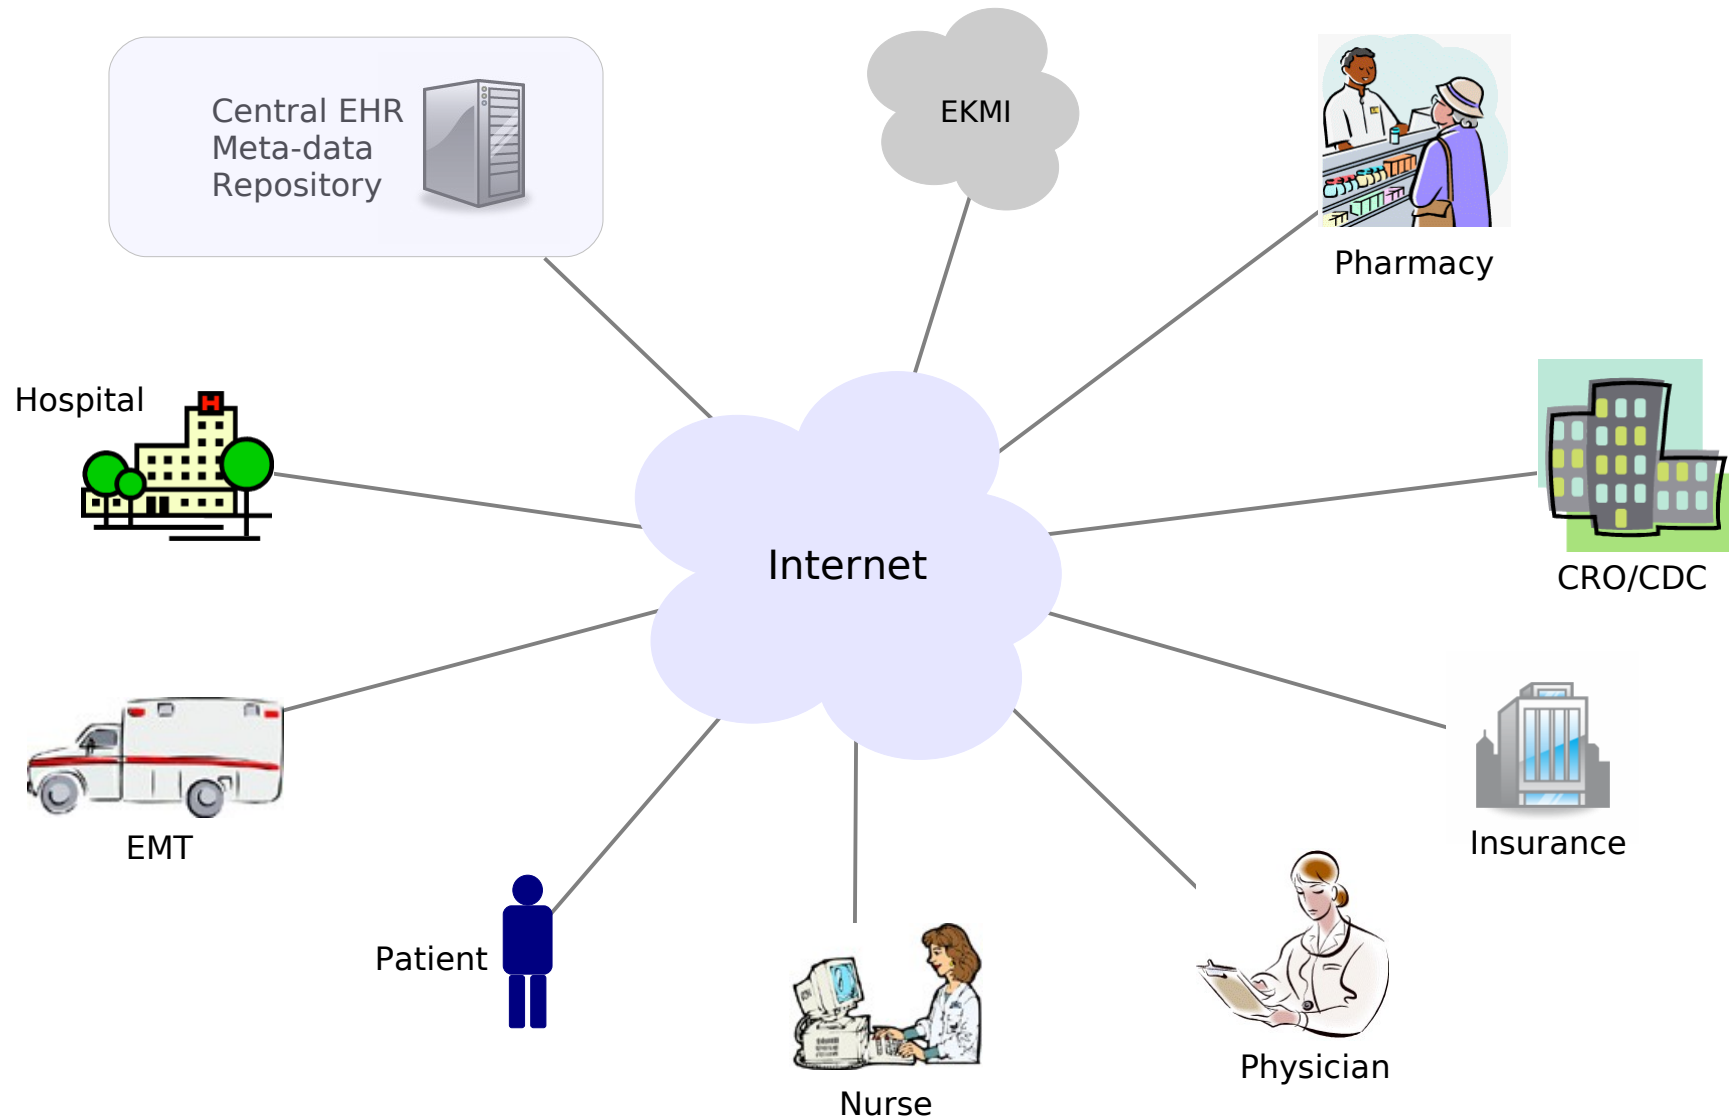 Central EHR
Meta-data
Repository
EKMI
Pharmacy
Hospital
H
Internet
CRO/CDC
EMT
Insurance
Patient
Physician
Nurse